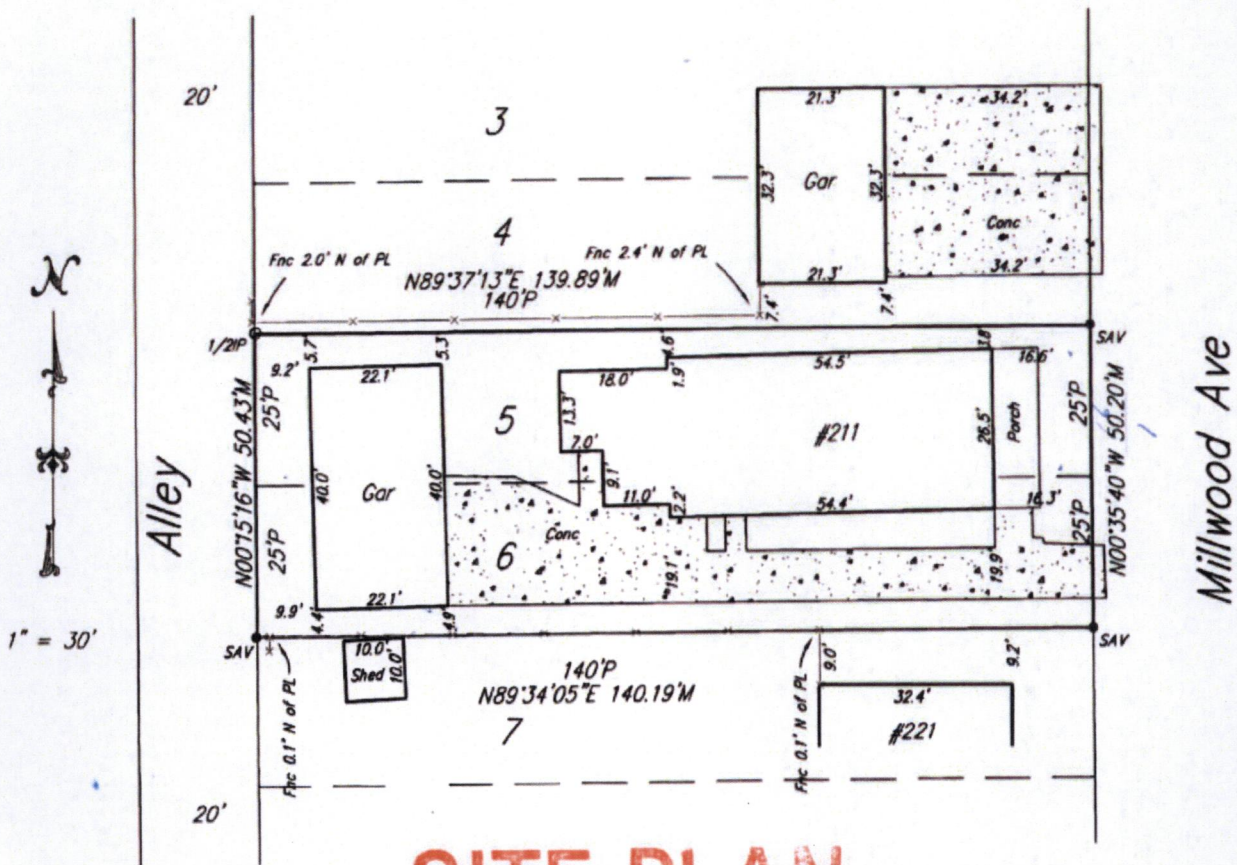 20'
3
21.3'
34.2'
32.3'
Gar
32.3'
Conc
4
N
Fnc 2.0' N of PL
Fnc 2.4' N of PL
N89°37'13"E 139.89'M
140'P
21.3'
34.2'
7.4'
7.4'
1/2IP
SAV
5.7'
5.3'
4.6'
9.2'
22.1'
18.0'
1.9'
54.5'
16.6'
25'P
13.3'
5
#211
26.5'
Porch
25'P
N00°15'16"W 50.43'M
N00°35'40"W 50.20'M
Millwood Ave
Alley
7.0'
9.1'
40.0'
Gar
40.0'
11.0'
2.2'
54.4'
16.3'
25'P
Conc
6
19.1'
19.9'
25'P
9.9'
22.1'
4.4'
4.9'
1" = 30'
SAV
SAV
10.0'
10.0'
Shed
140'P
N89°34'05"E 140.19'M
9.0'
9.2'
32.4'
#221
7
Fnc 0.1' N of PL
Fnc 0.1' N of PL
20'
SITE PLAN